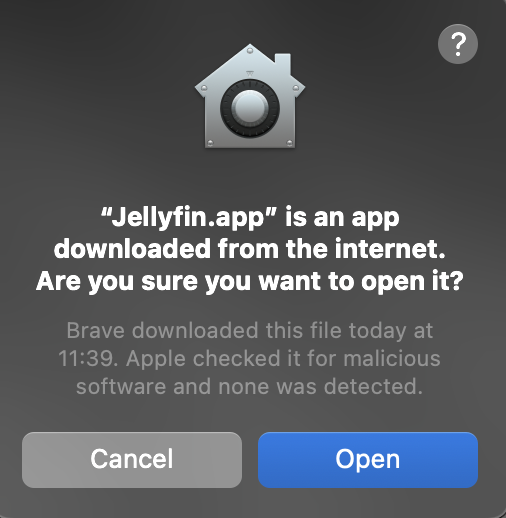 ?
“Jellyfin.app” is an app
downloaded from the internet.
Are you sure you want to open it?
Brave downloaded this file today at
11:39. Apple checked it for malicious
software and none was detected.
Cancel
Open